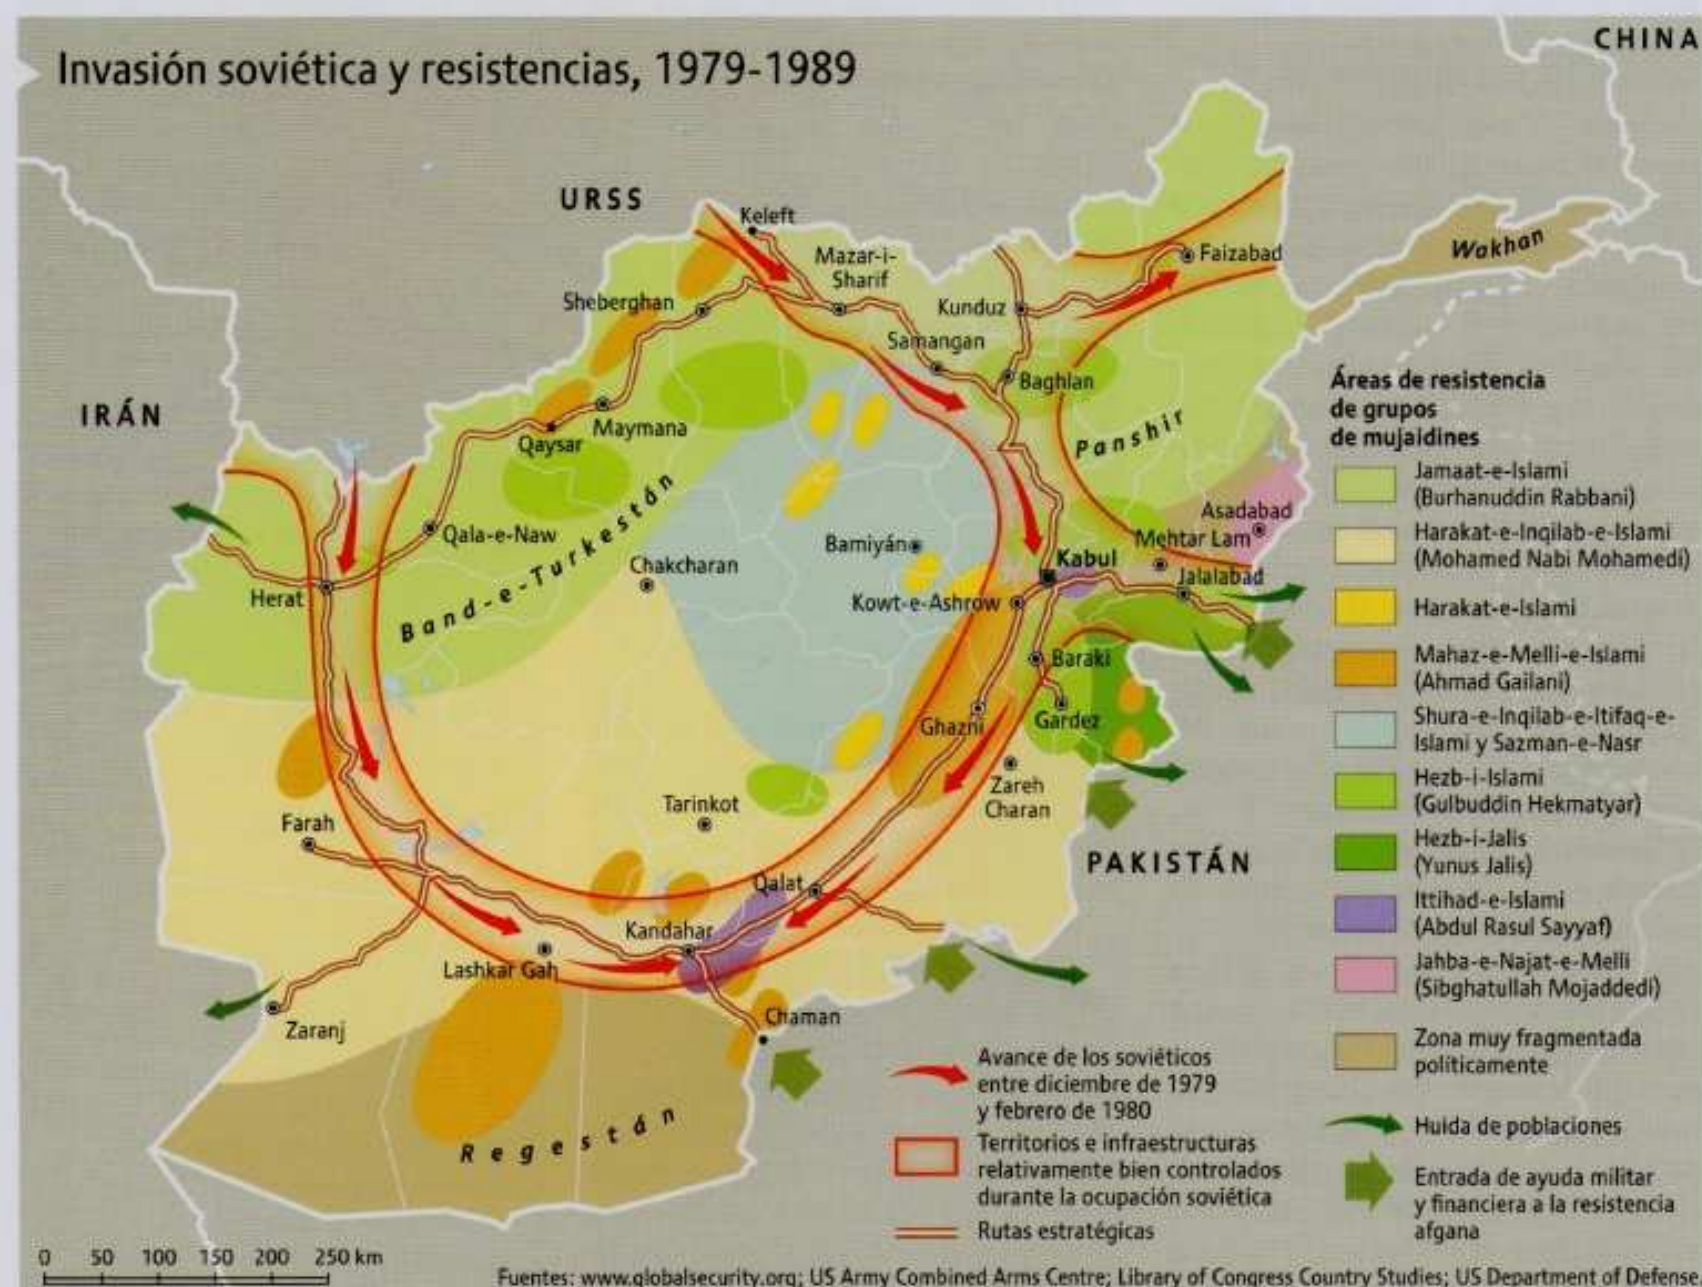 Invasión soviética y resistencias, 1979-1989
CHINA
URSS
IRÁN
PAKISTÁN
Keleft
Mazar-i-
Sharif
Sheberghan
Kunduz
Faizabad
Wakhan
Samangan
Baghlan
Maymana
Qaysar
Panshir
Qala-e-Naw
Band-e-Turkestán
Asadabad
Mehtar Lam
Bamiyán
Kabul
Jalalabad
Chakcharan
Herat
Kowt-e-Ashrow
Baraki
Ghazni
Gardez
Zareh
Charan
Tarinkot
Farah
Qalat
Kandahar
Lashkar Gah
Zaranj
Chaman
Regestán
Áreas de resistencia
de grupos
de mujaidines
Jamaat-e-Islami
(Burhanuddin Rabbani)
Harakat-e-Inqilab-e-Islami
(Mohamed Nabi Mohamedi)
Harakat-e-Islami
Mahaz-e-Melli-e-Islami
(Ahmad Gailani)
Shura-e-Inqilab-e-Itifaq-e-
Islami y Sazman-e-Nasr
Hezb-i-Islami
(Gulbuddin Hekmatyar)
Hezb-i-Jalis
(Yunus Jalis)
Ittihad-e-Islami
(Abdul Rasul Sayyaf)
Jahba-e-Najat-e-Melli
(Sibghatullah Mojaddedi)
Zona muy fragmentada
políticamente
Huida de poblaciones
Entrada de ayuda militar
y financiera a la resistencia
afgana
Avance de los soviéticos
entre diciembre de 1979
y febrero de 1980
Territorios e infraestructuras
relativamente bien controlados
durante la ocupación soviética
Rutas estratégicas
0 50 100 150 200 250 km
Fuentes: www.globalsecurity.org; US Army Combined Arms Centre; Library of Congress Country Studies; US Department of Defense